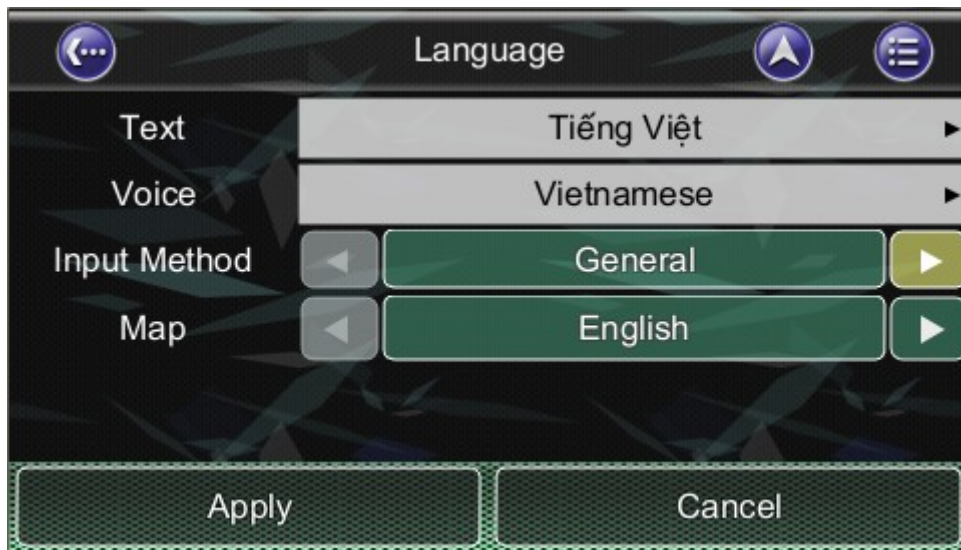 Language
Text
Tiếng Việt
Voice
Vietnamese
Input Method
General
Map
English
Apply
Cancel